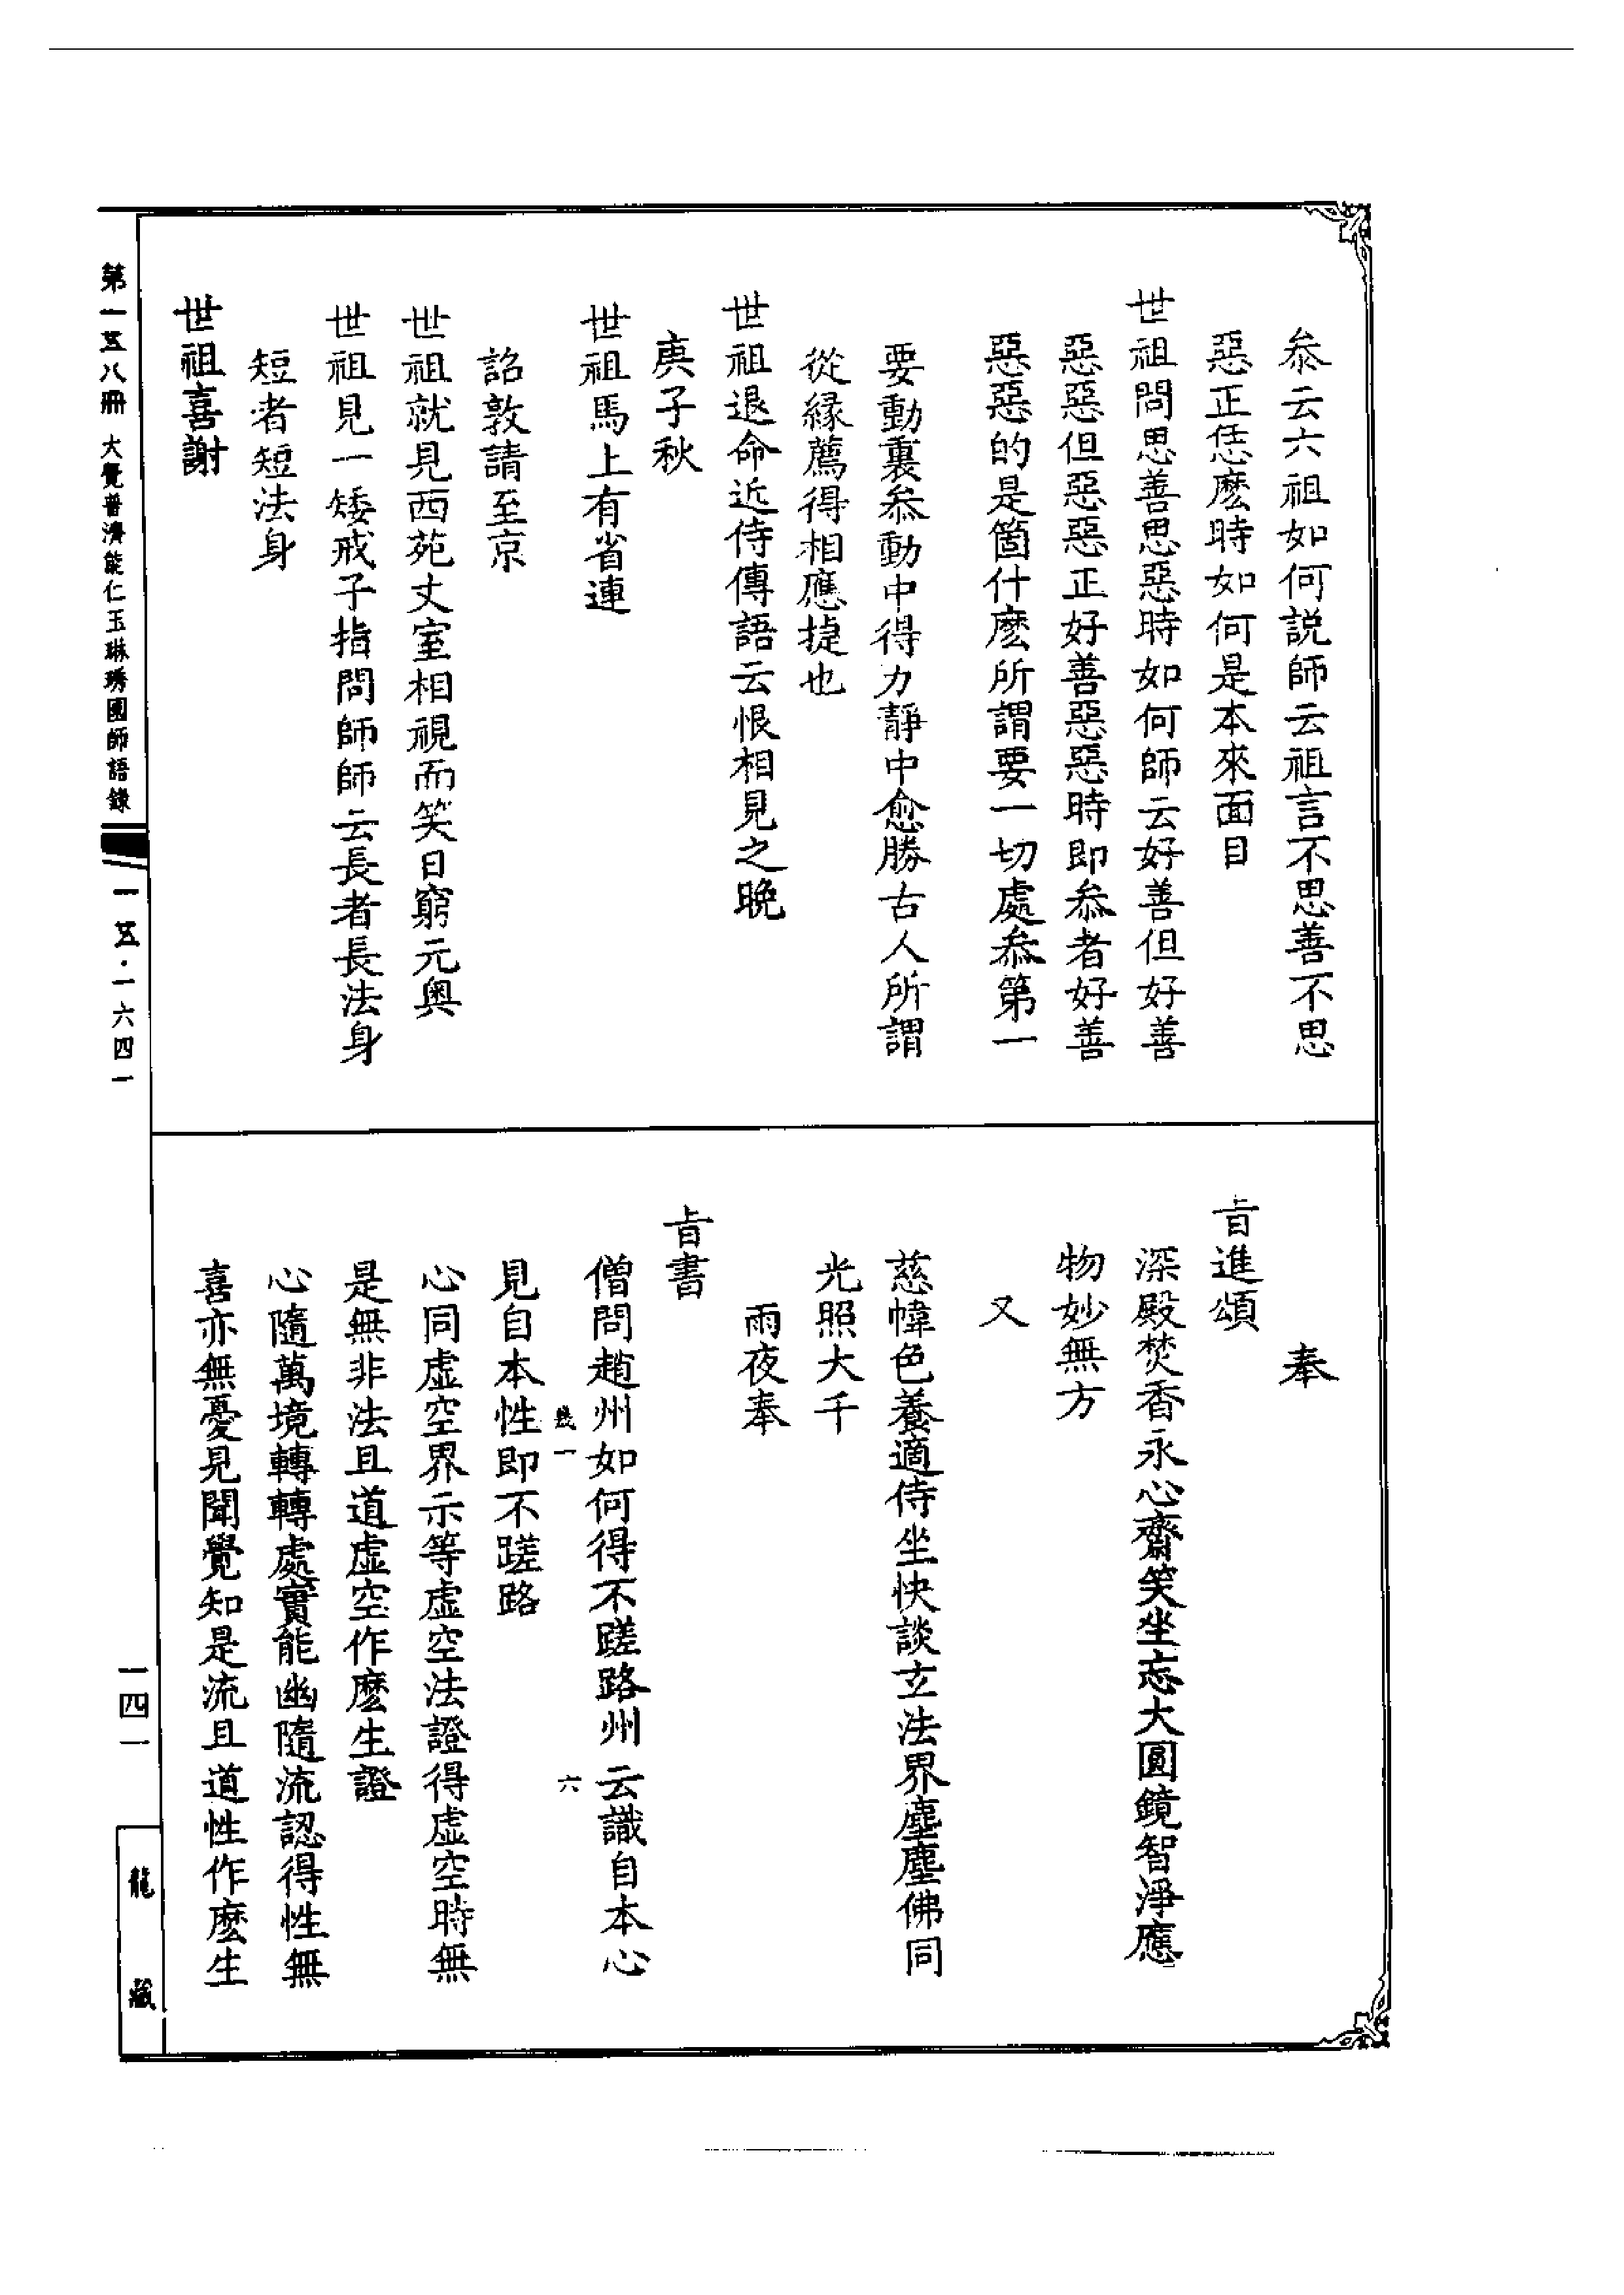 叅云六祖如何説師云祖言不思善不思
惡正恁麽時如何是本來面目
世祖問思善思惡時如何師云好善但好善
惡惡但惡惡正好善惡惡時即叅者好善
惡惡的是箇什麽所謂要一切處叅第一
要動裏叅動中得力靜中愈勝古人所謂
從緣薦得相應捷也
世祖退命近侍傳語云恨相見之晚
庚子秋
世祖馬上有省連
詔敦請至京
世祖就見西苑丈室相視而笑日窮元奥
世祖見一矮戒子指問師師云長者長法身
短者短法身
世祖喜謝
奉
旨進頌
深殿焚香永心齋笑坐忘大圓鏡智淨應
物妙無方
又
慈幃色養適侍坐快談玄法界塵塵佛同
光照大千
雨夜奉
旨書
僧問趙州如何得不蹉路州云識自本心
一 六
見自本性即不蹉路
心同虛空界示等虛空法證得虛空時無
是無非法且道虛空作麽生證
心隨萬境轉轉處實能幽隨流認得性無
喜亦無憂見聞覺知是流且道性作麽生
第一五八冊 大覺普濟能仁玉琳琇國師語錄
一五·一六四一
一四一
龍藏